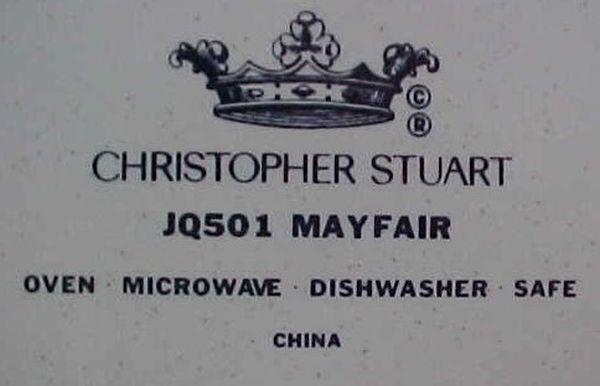 ©
®
CHRISTOPHER STUART
JQ501 MAYFAIR
OVEN · MICROWAVE · DISHWASHER · SAFE
CHINA